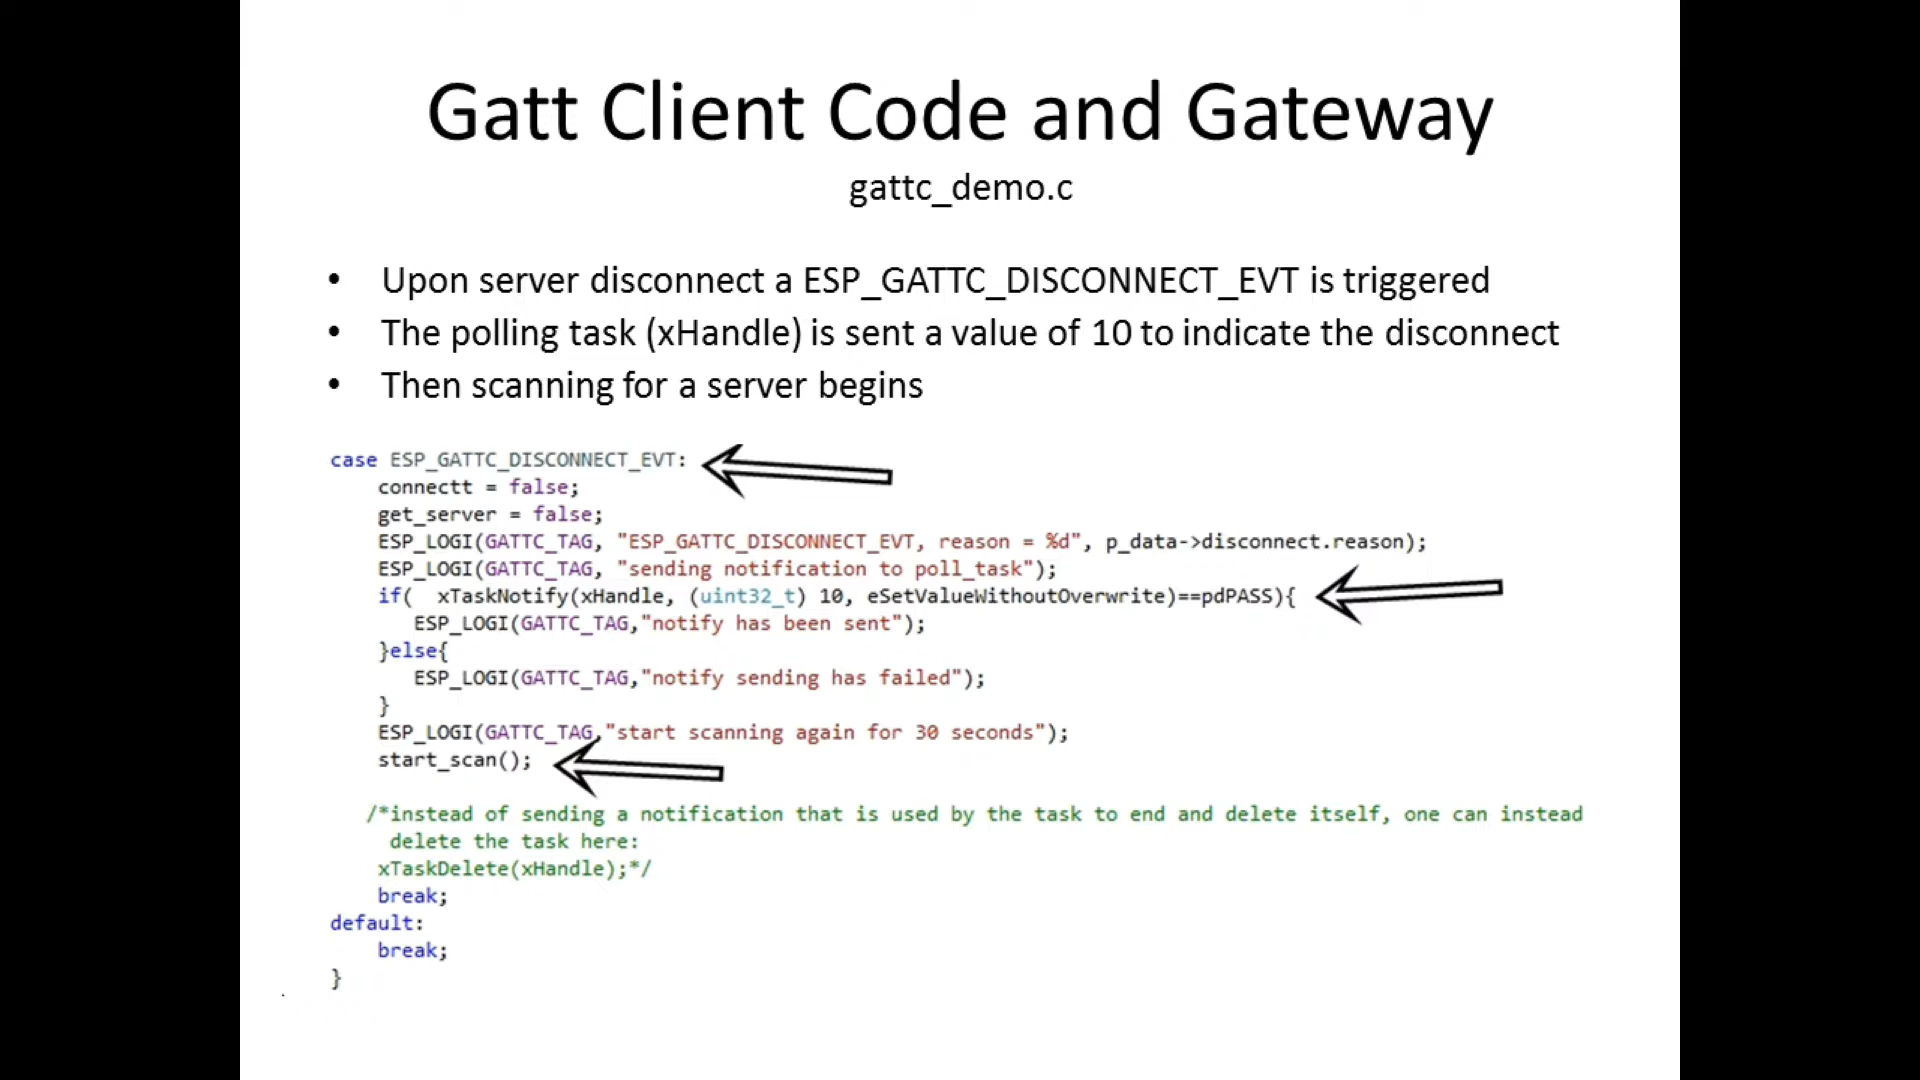 Gatt Client Code and Gateway
gattc_demo.c
• Upon server disconnect a ESP_GATTC_DISCONNECT_EVT is triggered
• The polling task (xHandle) is sent a value of 10 to indicate the disconnect
• Then scanning for a server begins
case ESP_GATTC_DISCONNECT_EVT:
    connectt = false;
    get_server = false;
    ESP_LOGI(GATTC_TAG, "ESP_GATTC_DISCONNECT_EVT, reason = %d", p_data->disconnect.reason);
    ESP_LOGI(GATTC_TAG, "sending notification to poll_task");
    if(  xTaskNotify(xHandle, (uint32_t) 10, eSetValueWithoutOverwrite)==pdPASS){
       ESP_LOGI(GATTC_TAG,"notify has been sent");
    }else{
       ESP_LOGI(GATTC_TAG,"notify sending has failed");
    }
    ESP_LOGI(GATTC_TAG,"start scanning again for 30 seconds");
    start_scan();
   /*instead of sending a notification that is used by the task to end and delete itself, one can instead
     delete the task here:
    xTaskDelete(xHandle);*/
    break;
default:
    break;
}